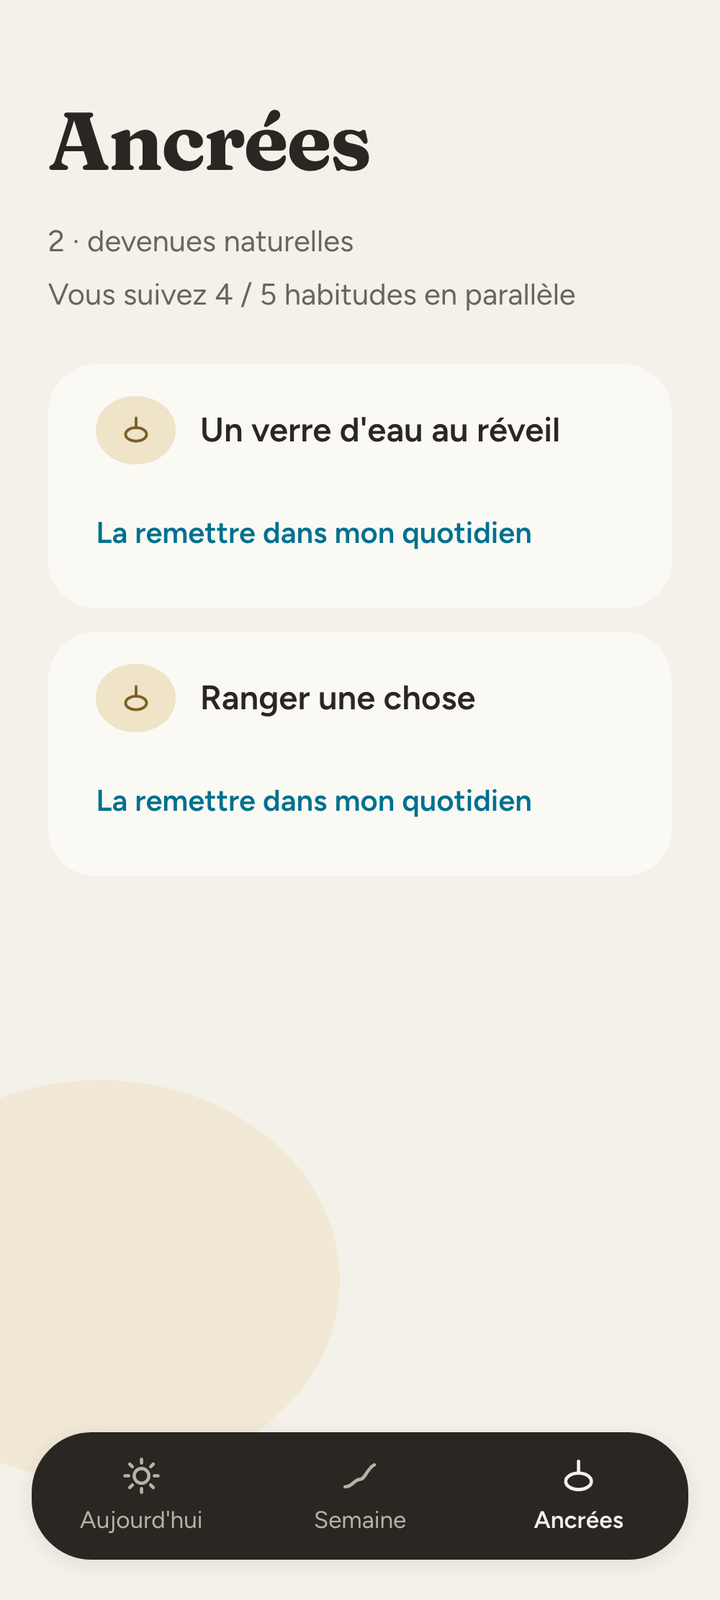 Ancrées
2 · devenues naturelles
Vous suivez 4 / 5 habitudes en parallèle
Un verre d'eau au réveil
La remettre dans mon quotidien
Ranger une chose
La remettre dans mon quotidien
Aujourd'hui
Semaine
Ancrées